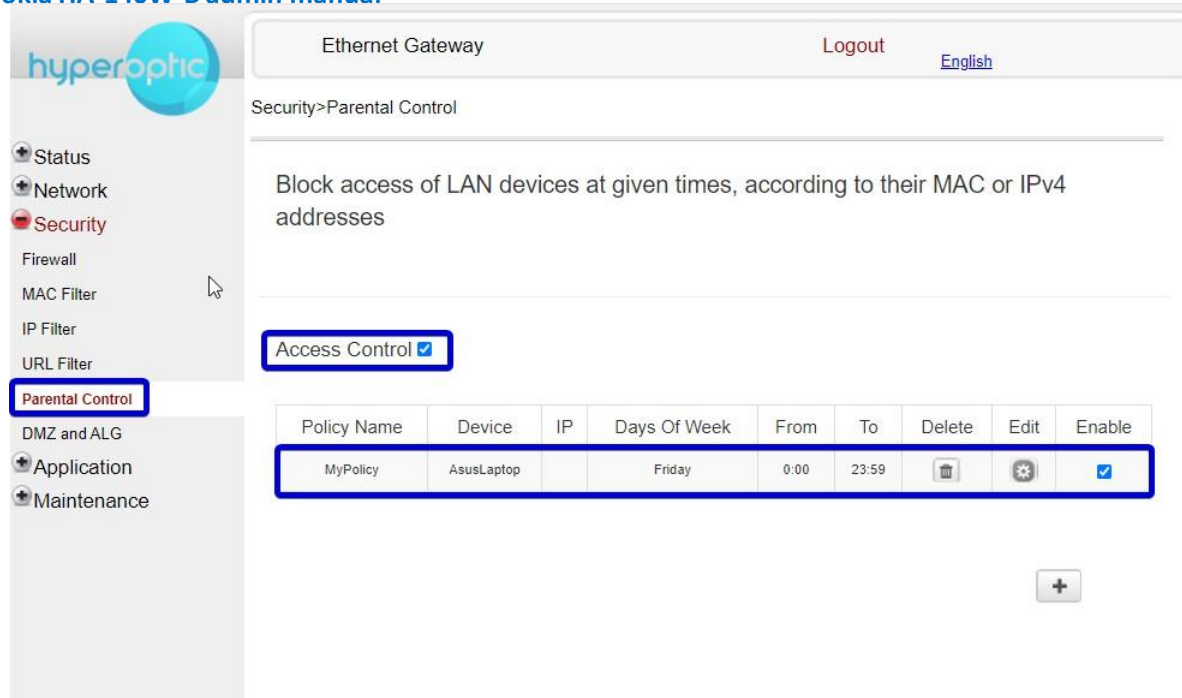 hyperoptic
Ethernet Gateway
Logout
English
Security>Parental Control
Status
Network
Security
Firewall
MAC Filter
IP Filter
URL Filter
Parental Control
DMZ and ALG
Application
Maintenance
Block access of LAN devices at given times, according to their MAC or IPv4
addresses
Access Control
Policy Name Device IP Days Of Week From To Delete Edit Enable
MyPolicy AsusLaptop Friday 0:00 23:59